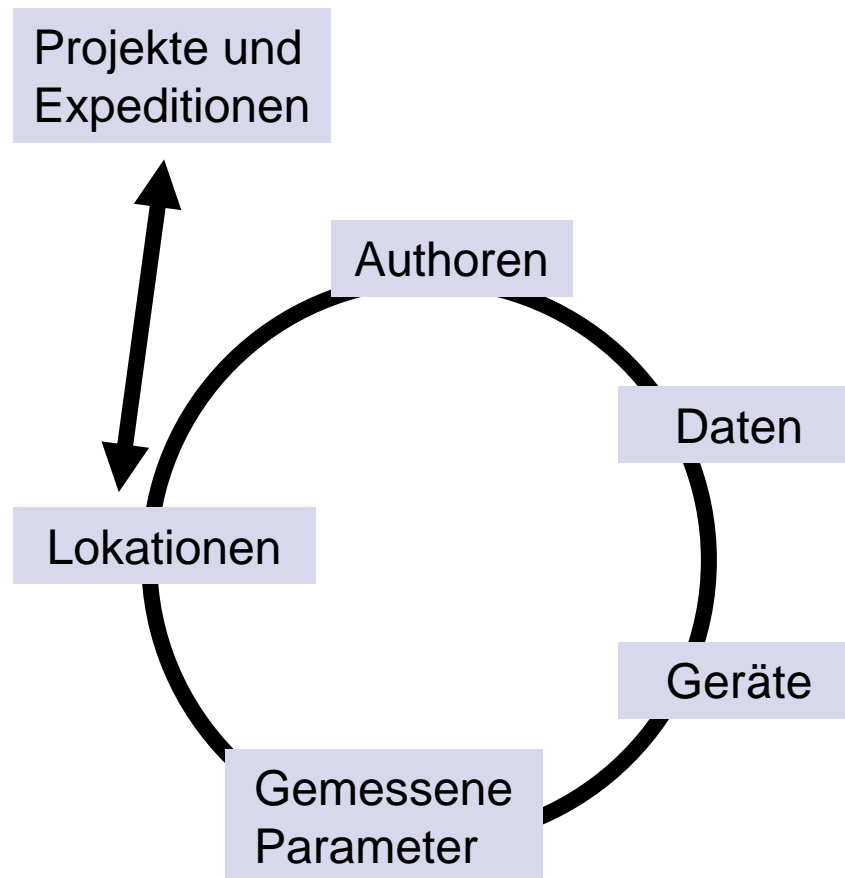 Projekte und
Expeditionen
Authoren
Daten
Lokationen
Geräte
Gemessene
Parameter